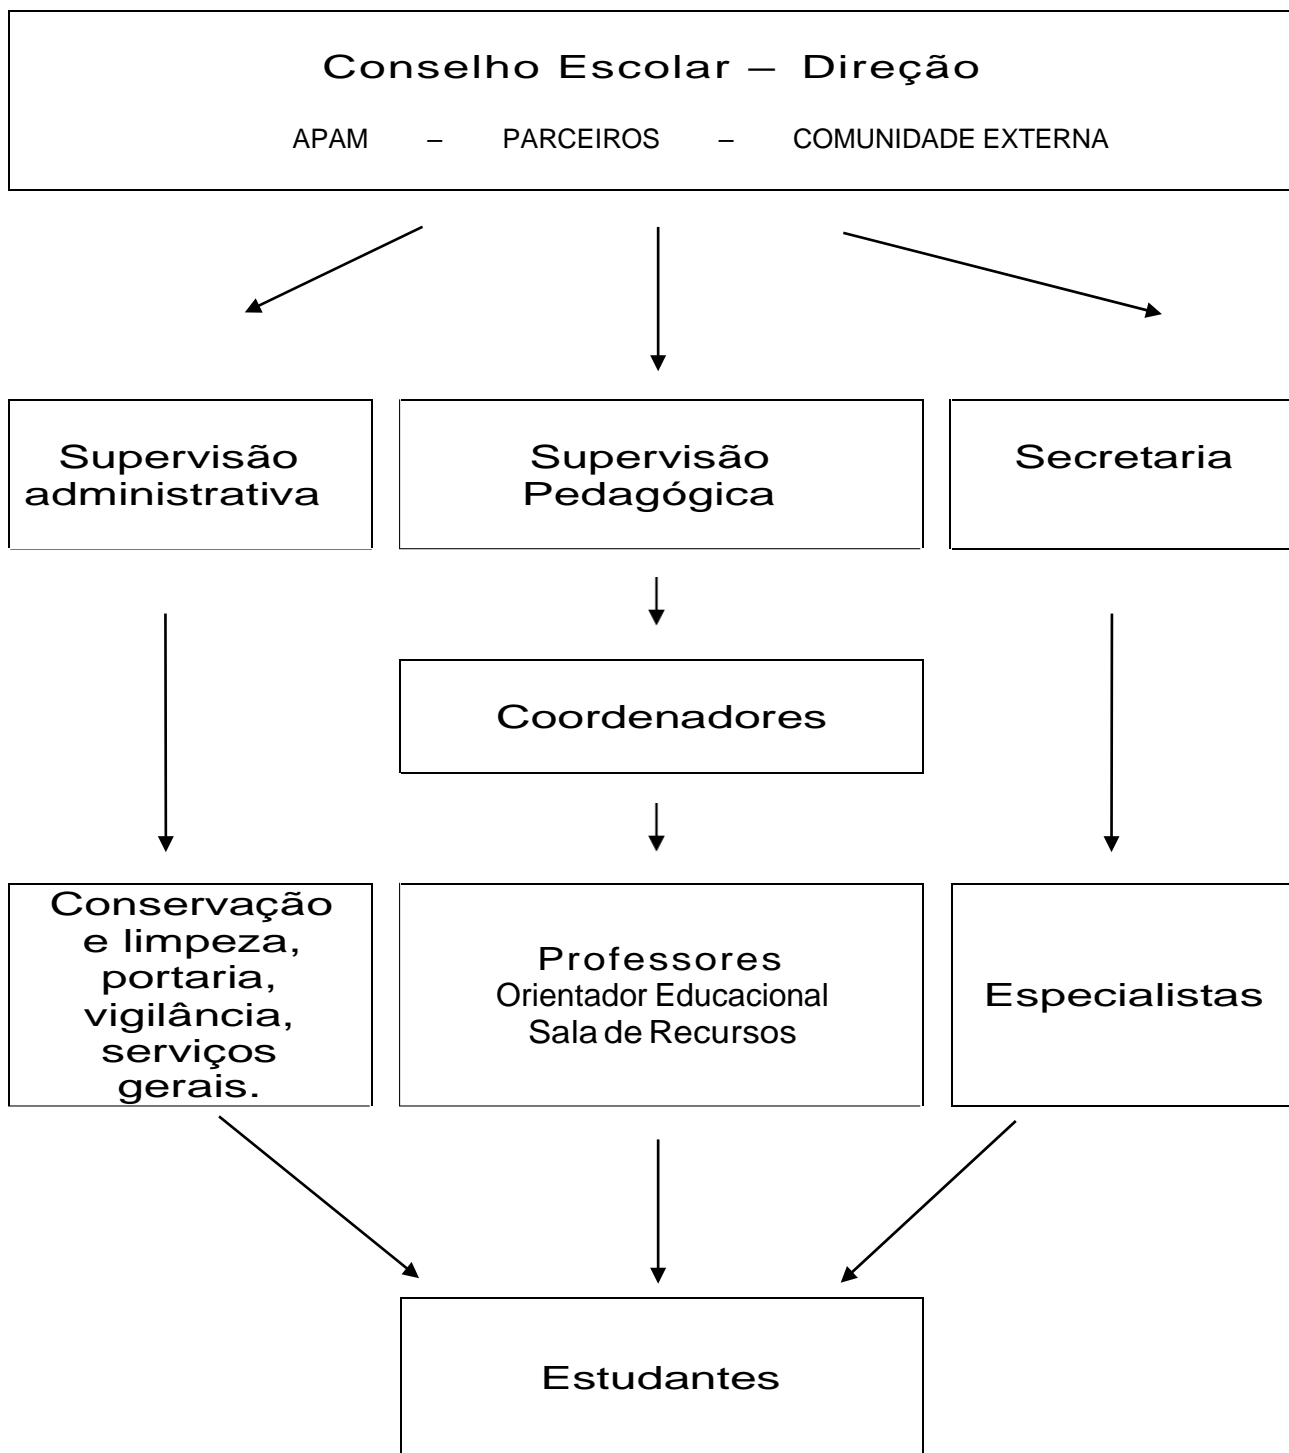 Conselho Escolar – Direção
APAM – PARCEIROS – COMUNIDADE EXTERNA
Supervisão
administrativa
Supervisão
Pedagógica
Secretaria
Coordenadores
Conservação
e limpeza,
portaria,
vigilância,
serviços
gerais.
Professores
Orientador Educacional
Sala de Recursos
Especialistas
Estudantes